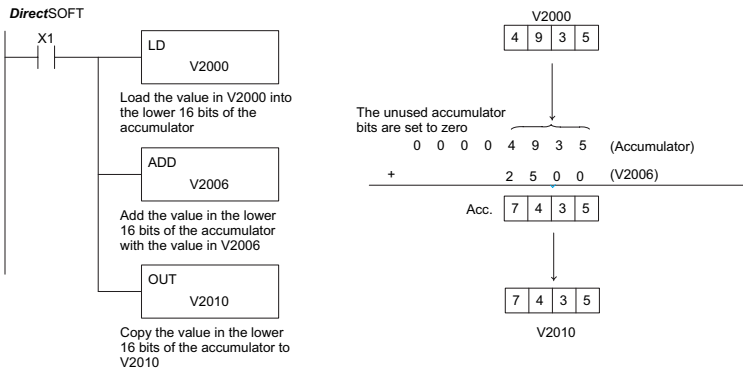 DirectSOFT
X1
LD
V2000
Load the value in V2000 into
the lower 16 bits of the
accumulator
ADD
V2006
Add the value in the lower
16 bits of the accumulator
with the value in V2006
OUT
V2010
Copy the value in the lower
16 bits of the accumulator to
V2010
V2000
4 9 3 5
The unused accumulator
bits are set to zero
0 0 0 0 4 9 3 5 (Accumulator)
+ 2 5 0 0 (V2006)
Acc. 7 4 3 5
7 4 3 5
V2010